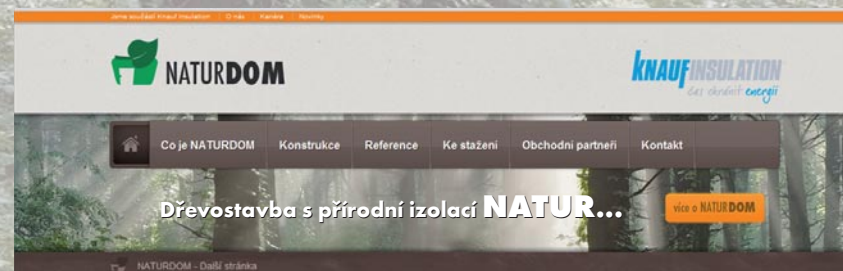 Jsme součástí Knauf Insulation | O nás | Kariéra | Novinky
NATURDOM
KNAUFINSULATION
čas chránit energii
Co je NATURDOM Konstrukce Reference Ke stažení Obchodní partneři Kontakt
Dřevostavba s přírodní izolací NATUR...
více o NATURDOM
NATURDOM - Další stránka